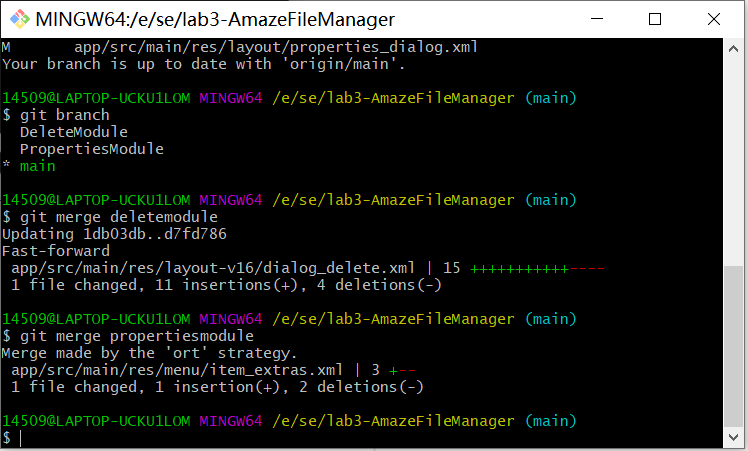 MINGW64:/e/se/lab3-AmazeFileManager
M       app/src/main/res/layout/properties_dialog.xml
Your branch is up to date with 'origin/main'.
14509@LAPTOP-UCKU1LOM MINGW64 /e/se/lab3-AmazeFileManager (main)
$ git branch
  DeleteModule
  PropertiesModule
* main
14509@LAPTOP-UCKU1LOM MINGW64 /e/se/lab3-AmazeFileManager (main)
$ git merge deletemodule
Updating 1db03db..d7fd786
Fast-forward
 app/src/main/res/layout-v16/dialog_delete.xml | 15 +++++++++++----
 1 file changed, 11 insertions(+), 4 deletions(-)
14509@LAPTOP-UCKU1LOM MINGW64 /e/se/lab3-AmazeFileManager (main)
$ git merge propertiesmodule
Merge made by the 'ort' strategy.
 app/src/main/res/menu/item_extras.xml | 3 +--
 1 file changed, 1 insertion(+), 2 deletions(-)
14509@LAPTOP-UCKU1LOM MINGW64 /e/se/lab3-AmazeFileManager (main)
$